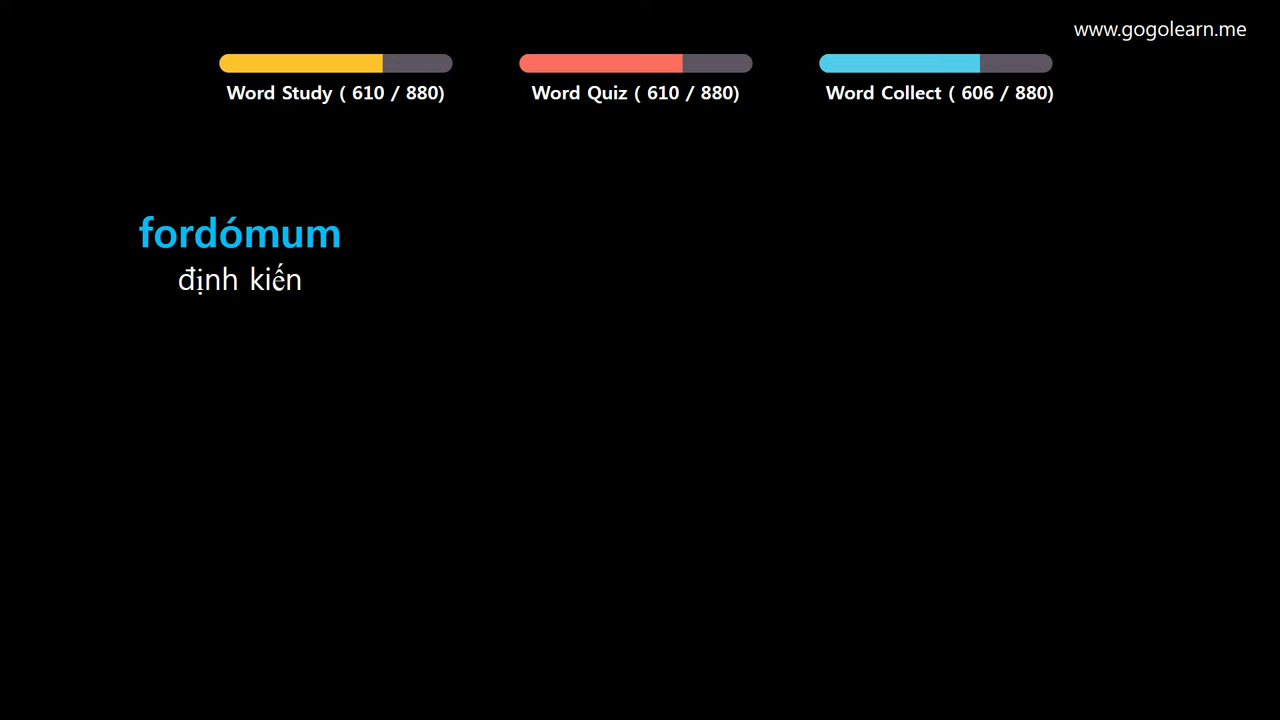 www.gogolearn.me
Word Study ( 610 / 880)
Word Quiz ( 610 / 880)
Word Collect ( 606 / 880)
fordómum
định kiến